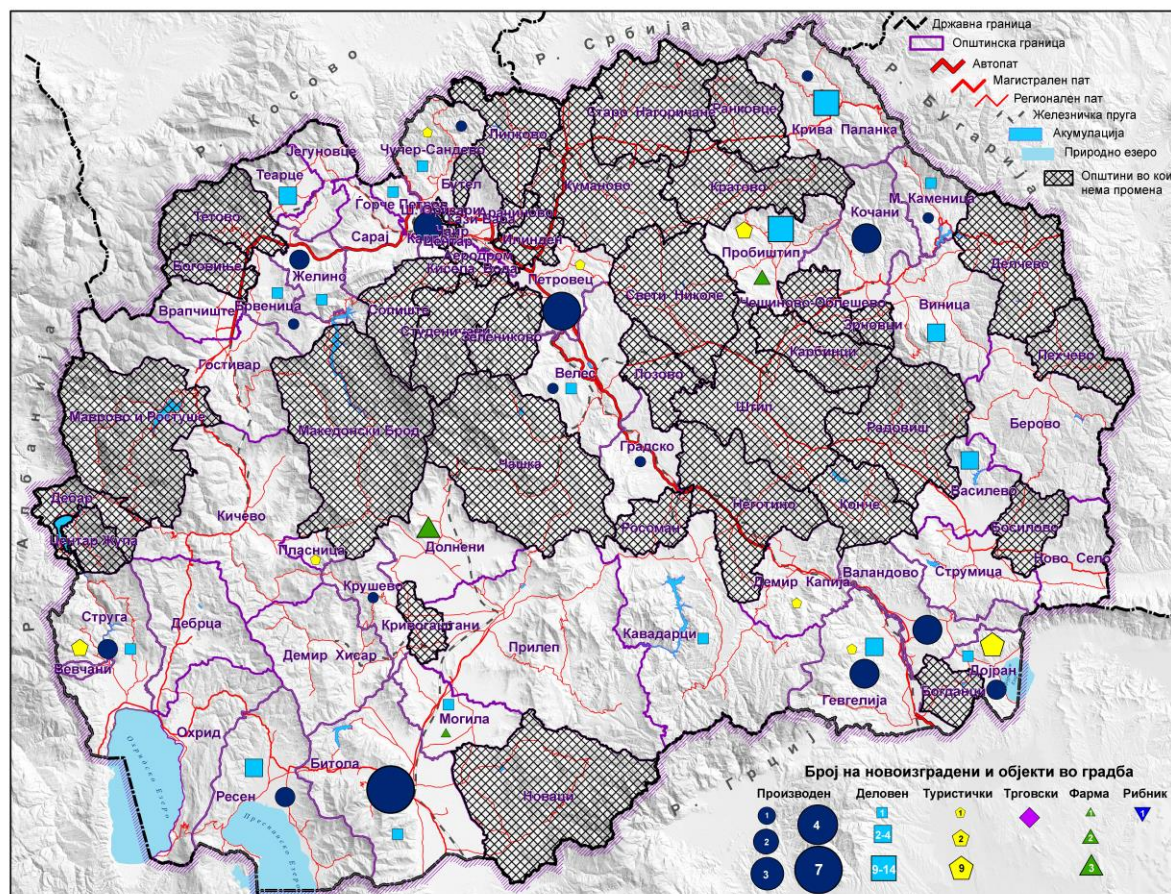 Државна граница
Општинска граница
Автопат
Магистрален пат
Регионален пат
Железничка пруга
Акумулација
Природно езеро
Општини во кои
нема промена
Р. Косово
Р. Србија
Р. Бугарија
Албанија
Р. Грција
Старо Нагоричане
Ранковце
Крива Паланка
Липково
Чучер-Сандево
Јегуновце
Теарце
Бутел
Куманово
Кратово
М. Каменица
Ѓорче Петров
Тетово
Сарај
Илинден
Кочани
Аеродром
Кисела Вода
Петровец
Пробиштип
Делчево
Боговиње
Желино
Свети Николе
Чешиново-Облешево
Виница
Врапчиште
Брвеница
Сопиште
Студеничани
Зелениково
Зрновци
Карбинци
Пехчево
Гостивар
Велес
Лозово
Маврово и Ростуше
Македонски Брод
Штип
Радовиш
Берово
Градско
Чашка
Дебар
Кичево
Василево
Неготино
Конче
Центар Жупа
Пласница
Долнени
Росоман
Босилово
Ново Село
Крушево
Демир Капија
Валандово
Струмица
Струга
Дебрца
Кривогаштани
Вевчани
Демир Хисар
Прилеп
Кавадарци
Дојран
Гевгелија
Богданци
Могила
Охрид
Битола
Ресен
Новаци
Охридско Езеро
Преспанско Езеро
Број на новоизградени и објекти во градба
Производен Деловен Туристички Трговски Фарма Рибник
1 4 1 1 1 1
2 2-4 2 2
3 7 9-14 9 3